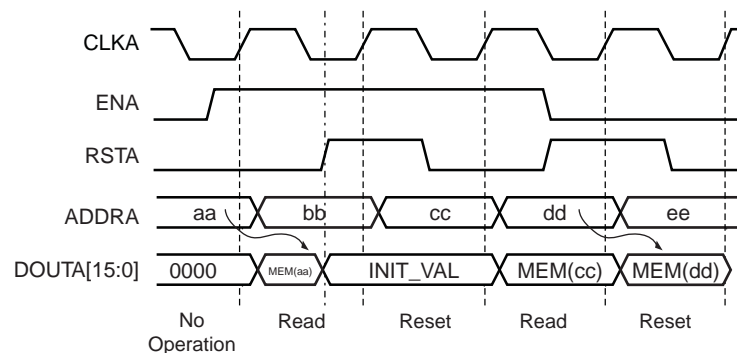 CLKA
ENA
RSTA
ADDRA aa bb cc dd ee
DOUTA[15:0] 0000 MEM(aa) INIT_VAL MEM(cc) MEM(dd)
No Read Reset Read Reset
Operation